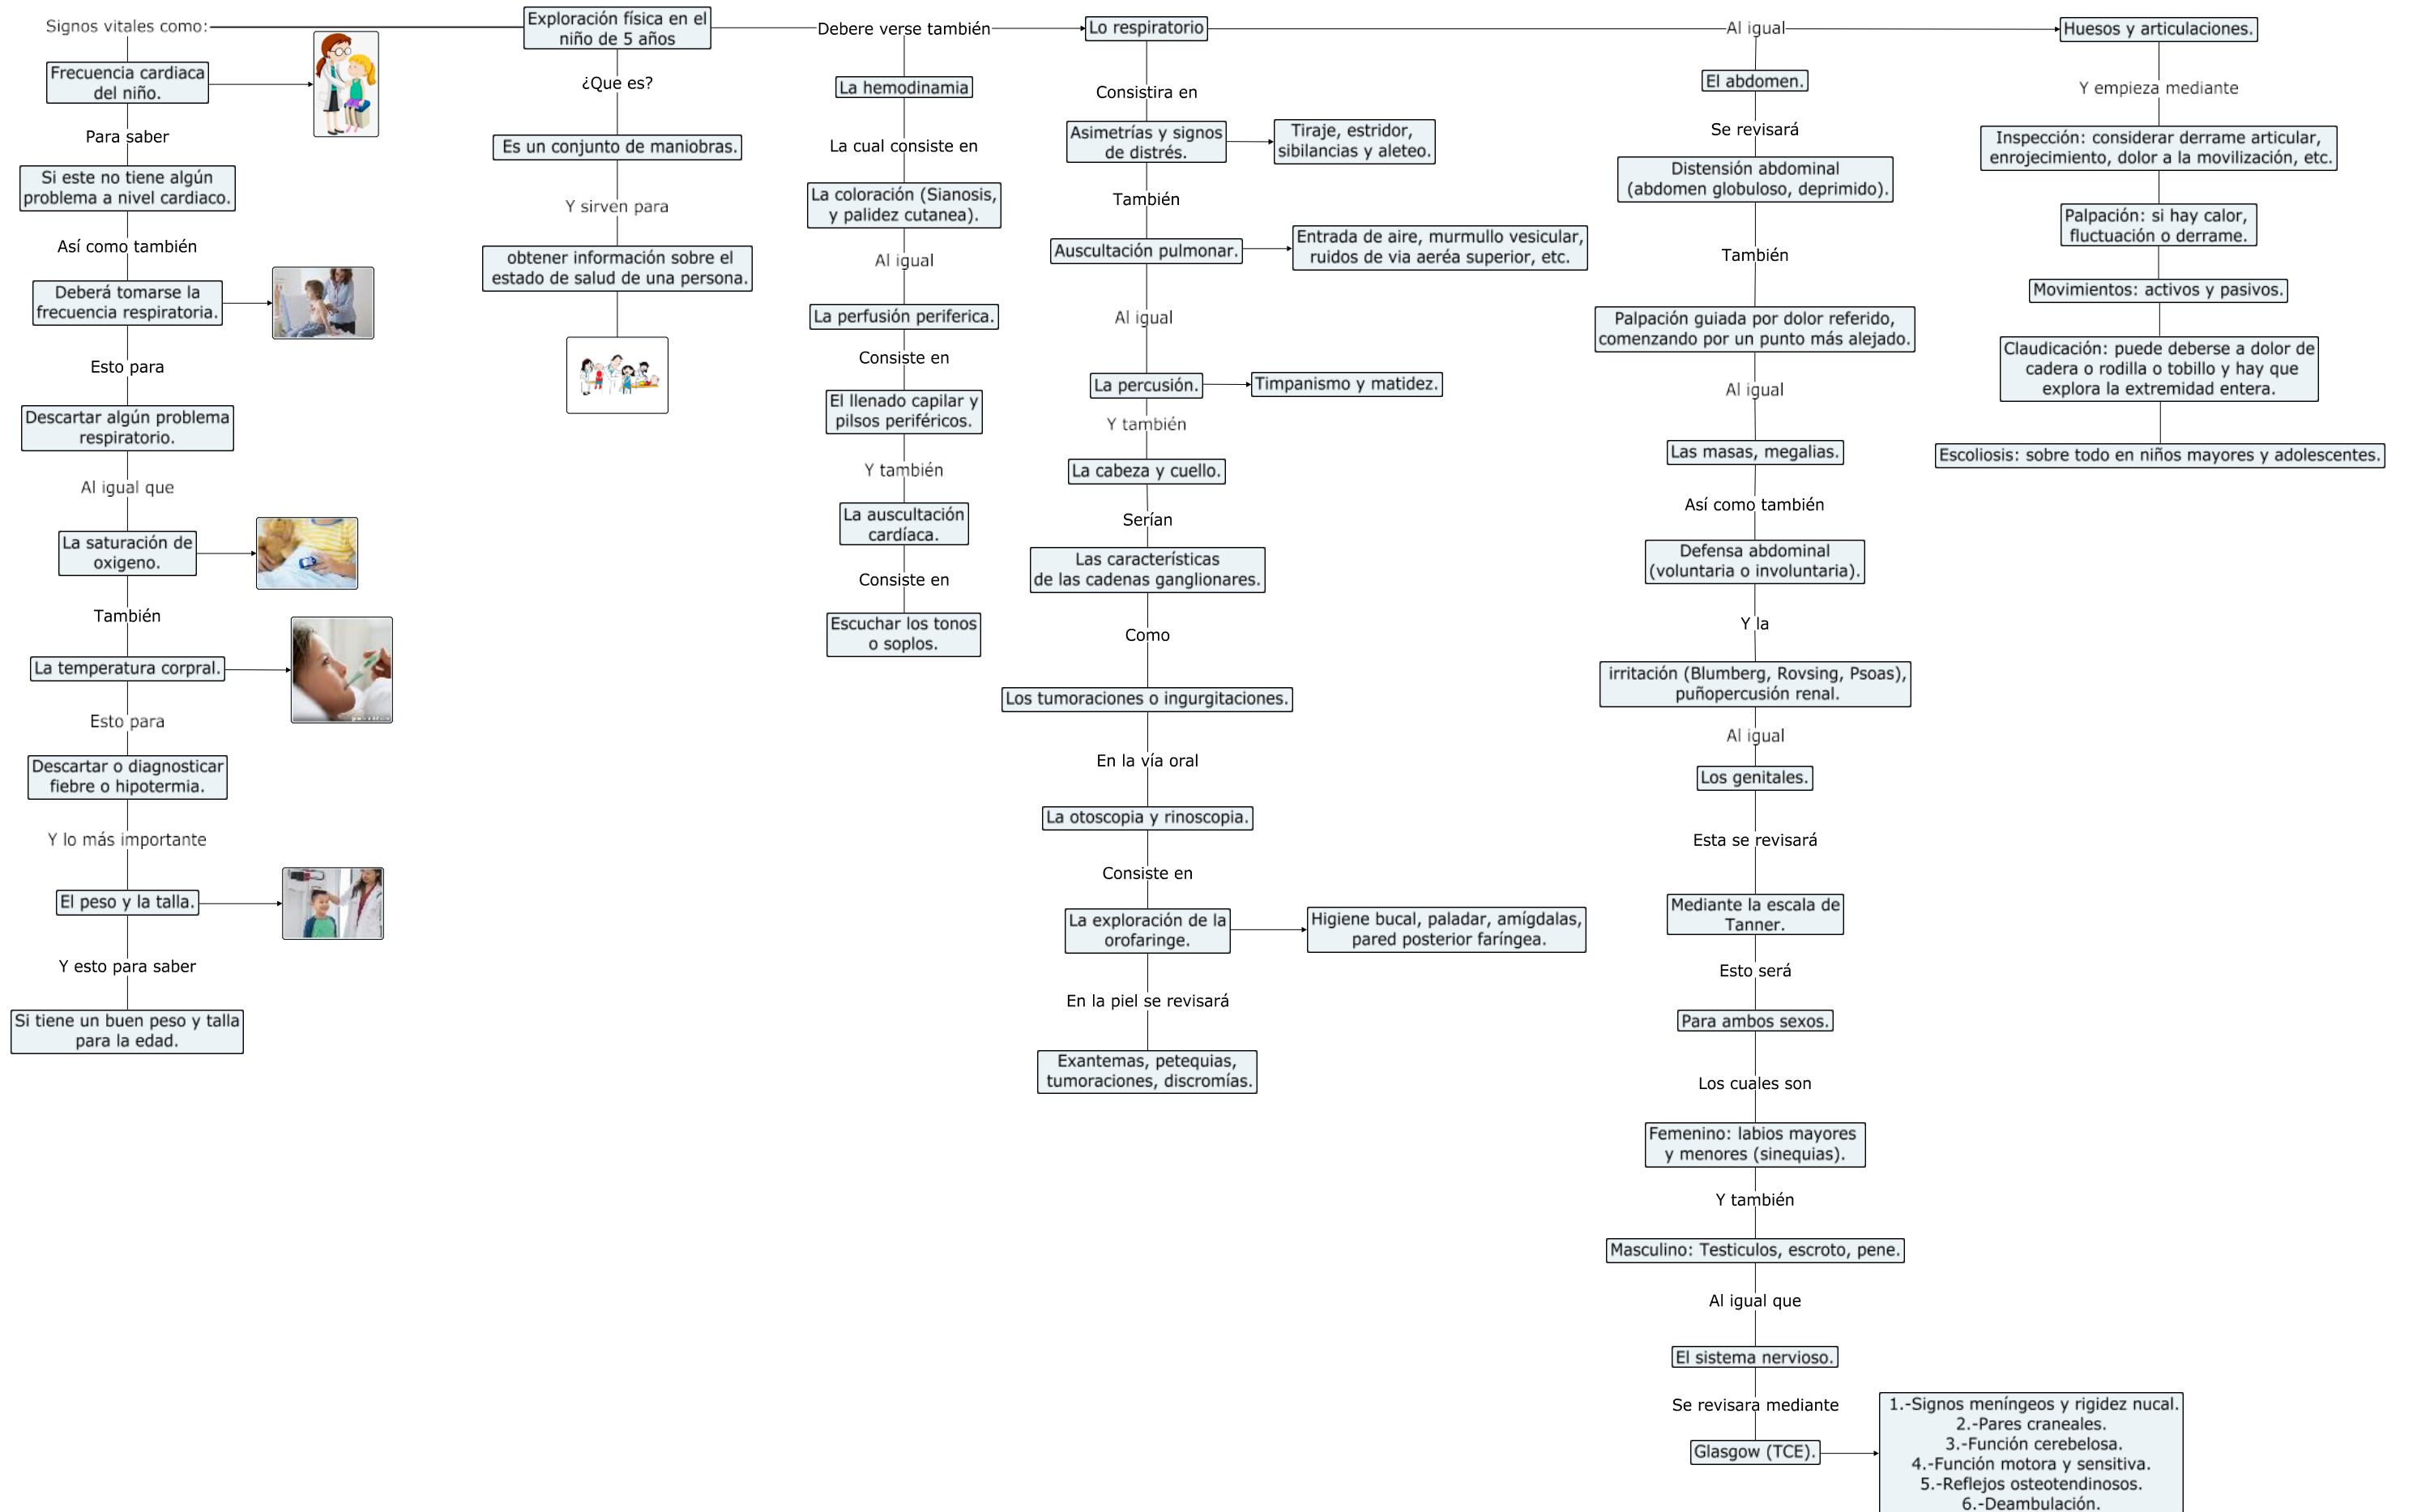 Signos vitales como:
Frecuencia cardiaca
del niño.
Para saber
Si este no tiene algún
problema a nivel cardiaco.
Así como también
Deberá tomarse la
frecuencia respiratoria.
Esto para
Descartar algún problema
respiratorio.
Al igual que
La saturación de
oxigeno.
También
La temperatura corpral.
Esto para
Descartar o diagnosticar
fiebre o hipotermia.
Y lo más importante
El peso y la talla.
Y esto para saber
Si tiene un buen peso y talla
para la edad.
Exploración física en el
niño de 5 años
¿Que es?
Es un conjunto de maniobras.
Y sirven para
obtener información sobre el
estado de salud de una persona.
Debere verse también
La hemodinamia
La cual consiste en
La coloración (Sianosis,
y palidez cutanea).
Al igual
La perfusión periferica.
Consiste en
El llenado capilar y
pilsos periféricos.
Y también
La auscultación
cardíaca.
Consiste en
Escuchar los tonos
o soplos.
Lo respiratorio
Consistira en
Asimetrías y signos
de distrés.
Tiraje, estridor,
sibilancias y aleteo.
También
Auscultación pulmonar.
Entrada de aire, murmullo vesicular,
ruidos de via aeréa superior, etc.
Al igual
La percusión.
Timpanismo y matidez.
Y también
La cabeza y cuello.
Serían
Las características
de las cadenas ganglionares.
Como
Los tumoraciones o ingurgitaciones.
En la vía oral
La otoscopia y rinoscopia.
Consiste en
La exploración de la
orofaringe.
Higiene bucal, paladar, amígdalas,
pared posterior faríngea.
En la piel se revisará
Exantemas, petequias,
tumoraciones, discromías.
Al igual
El abdomen.
Se revisará
Distensión abdominal
(abdomen globuloso, deprimido).
También
Palpación guiada por dolor referido,
comenzando por un punto más alejado.
Al igual
Las masas, megalias.
Así como también
Defensa abdominal
(voluntaria o involuntaria).
Y la
irritación (Blumberg, Rovsing, Psoas),
puñopercusión renal.
Al igual
Los genitales.
Esta se revisará
Mediante la escala de
Tanner.
Esto será
Para ambos sexos.
Los cuales son
Femenino: labios mayores
y menores (sinequias).
Y también
Masculino: Testiculos, escroto, pene.
Al igual que
El sistema nervioso.
Se revisara mediante
Glasgow (TCE).
1.-Signos meníngeos y rigidez nucal.
2.-Pares craneales.
3.-Función cerebelosa.
4.-Función motora y sensitiva.
5.-Reflejos osteotendinosos.
6.-Deambulación.
Huesos y articulaciones.
Y empieza mediante
Inspección: considerar derrame articular,
enrojecimiento, dolor a la movilización, etc.
Palpación: si hay calor,
fluctuación o derrame.
Movimientos: activos y pasivos.
Claudicación: puede deberse a dolor de
cadera o rodilla o tobillo y hay que
explora la extremidad entera.
Escoliosis: sobre todo en niños mayores y adolescentes.